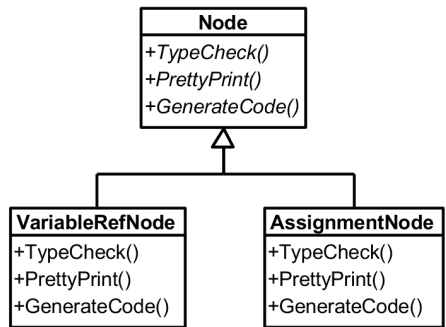 Node
+TypeCheck()
+PrettyPrint()
+GenerateCode()
VariableRefNode
+TypeCheck()
+PrettyPrint()
+GenerateCode()
AssignmentNode
+TypeCheck()
+PrettyPrint()
+GenerateCode()